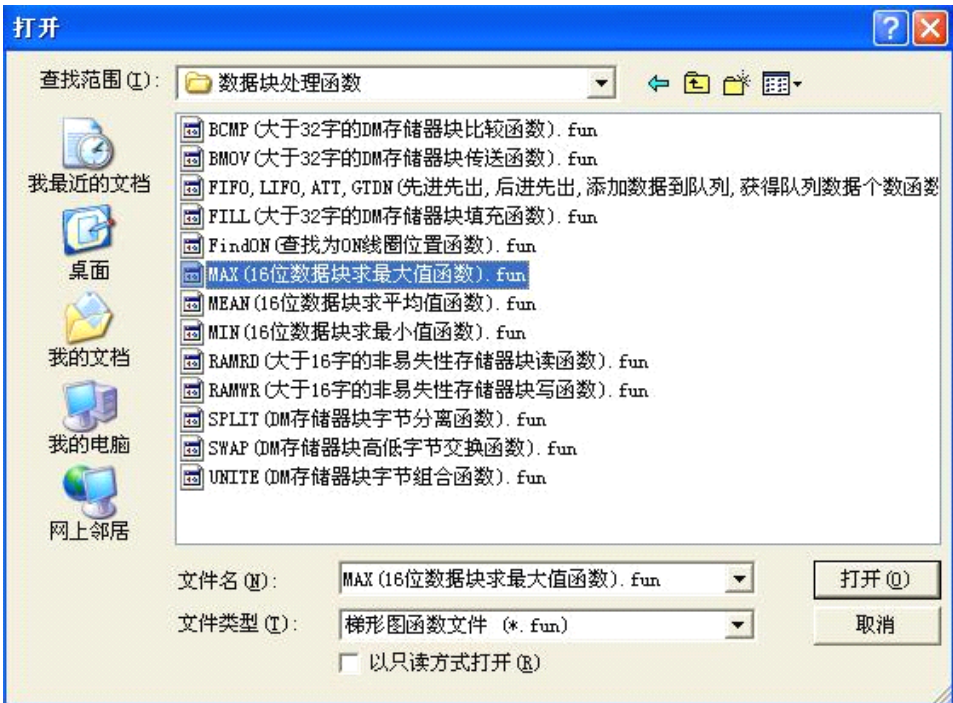 打开
查找范围(I):
数据块处理函数
我最近的文档
桌面
我的文档
我的电脑
网上邻居
BCMP(大于32字的DM存储器块比较函数).fun
BMOV(大于32字的DM存储器块传送函数).fun
FIFO,LIFO,ATT,GTDN(先进先出,后进先出,添加数据到队列,获得队列数据个数函数
FILL(大于32字的DM存储器块填充函数).fun
FindON(查找为ON线圈位置函数).fun
MAX(16位数据块求最大值函数).fun
MEAN(16位数据块求平均值函数).fun
MIN(16位数据块求最小值函数).fun
RAMRD(大于16字的非易失性存储器块读函数).fun
RAMWR(大于16字的非易失性存储器块写函数).fun
SPLIT(DM存储器块字节分离函数).fun
SWAP(DM存储器块高低字节交换函数).fun
UNITE(DM存储器块字节组合函数).fun
文件名(N):
MAX(16位数据块求最大值函数).fun
打开(O)
文件类型(T):
梯形图函数文件 (*.fun)
取消
以只读方式打开(R)